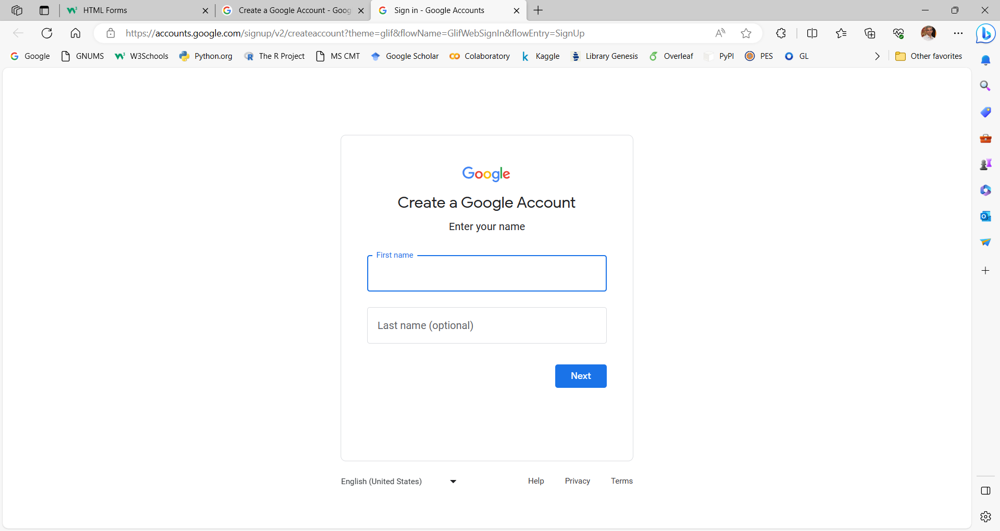 HTML Forms
Create a Google Account - Goog
Sign in - Google Accounts
https://accounts.google.com/signup/v2/createaccount?theme=glif&flowName=GlifWebSignIn&flowEntry=SignUp
Google GNUMS W3Schools Python.org The R Project MS CMT Google Scholar Colaboratory Kaggle Library Genesis Overleaf PyPI PES GL Other favorites
Google
Create a Google Account
Enter your name
First name
Last name (optional)
Next
English (United States) Help Privacy Terms